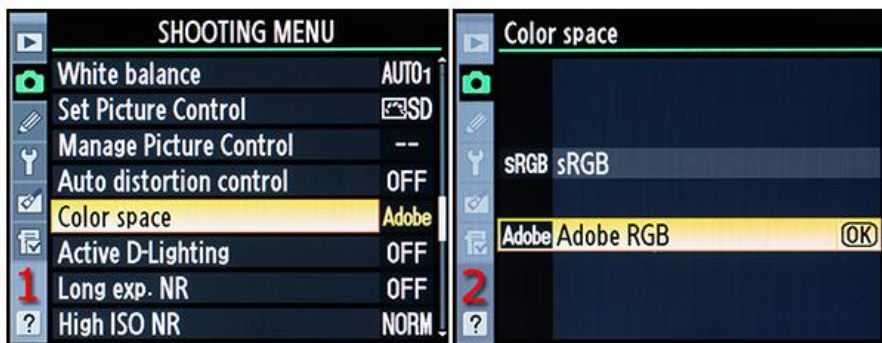 SHOOTING MENU
White balance AUTO1
Set Picture Control SD
Manage Picture Control --
Auto distortion control OFF
Color space Adobe
Active D-Lighting OFF
Long exp. NR OFF
High ISO NR NORM
1
?
Color space
sRGB sRGB
Adobe Adobe RGB OK
2
?